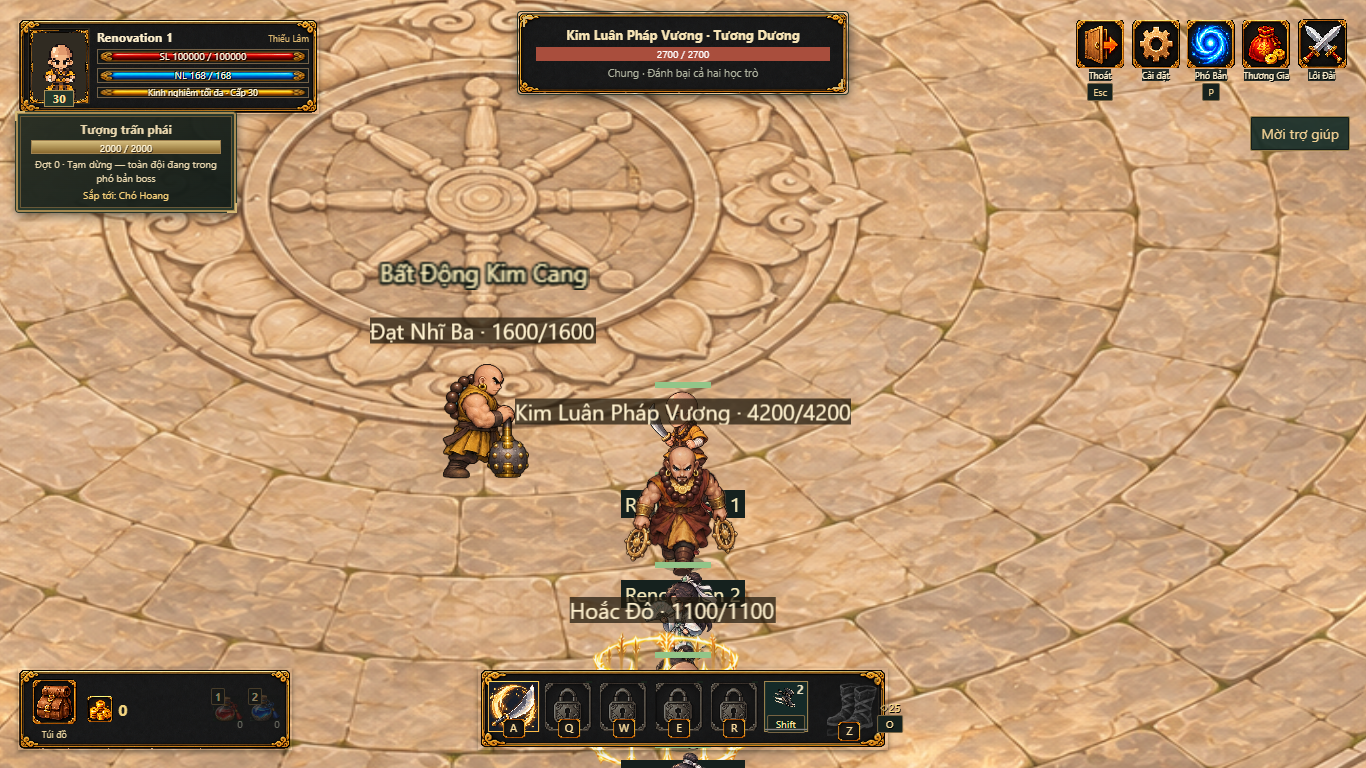 Renovation 1
Thiếu Lâm
SL 100000 / 100000
NL 168 / 168
Kinh nghiệm tối đa · Cấp 30
30
Tượng trấn phái
2000 / 2000
Đợt 0 · Tạm dừng — toàn đội đang trong
phó bản boss
Sắp tới: Chó Hoang
Kim Luân Pháp Vương · Tương Dương
2700 / 2700
Chung · Đánh bại cả hai học trò
Thoát
Cài đặt
Phó Bản
Thương Gia
Lôi Đài
Esc
P
Mời trợ giúp
Bất Động Kim Cang
Đạt Nhĩ Ba · 1600/1600
Kim Luân Pháp Vương · 4200/4200
1
2
Hoắc Đô · 1100/1100
Túi đồ
0
1
0
2
0
A
Q
W
E
R
2
Shift
Z
25
O